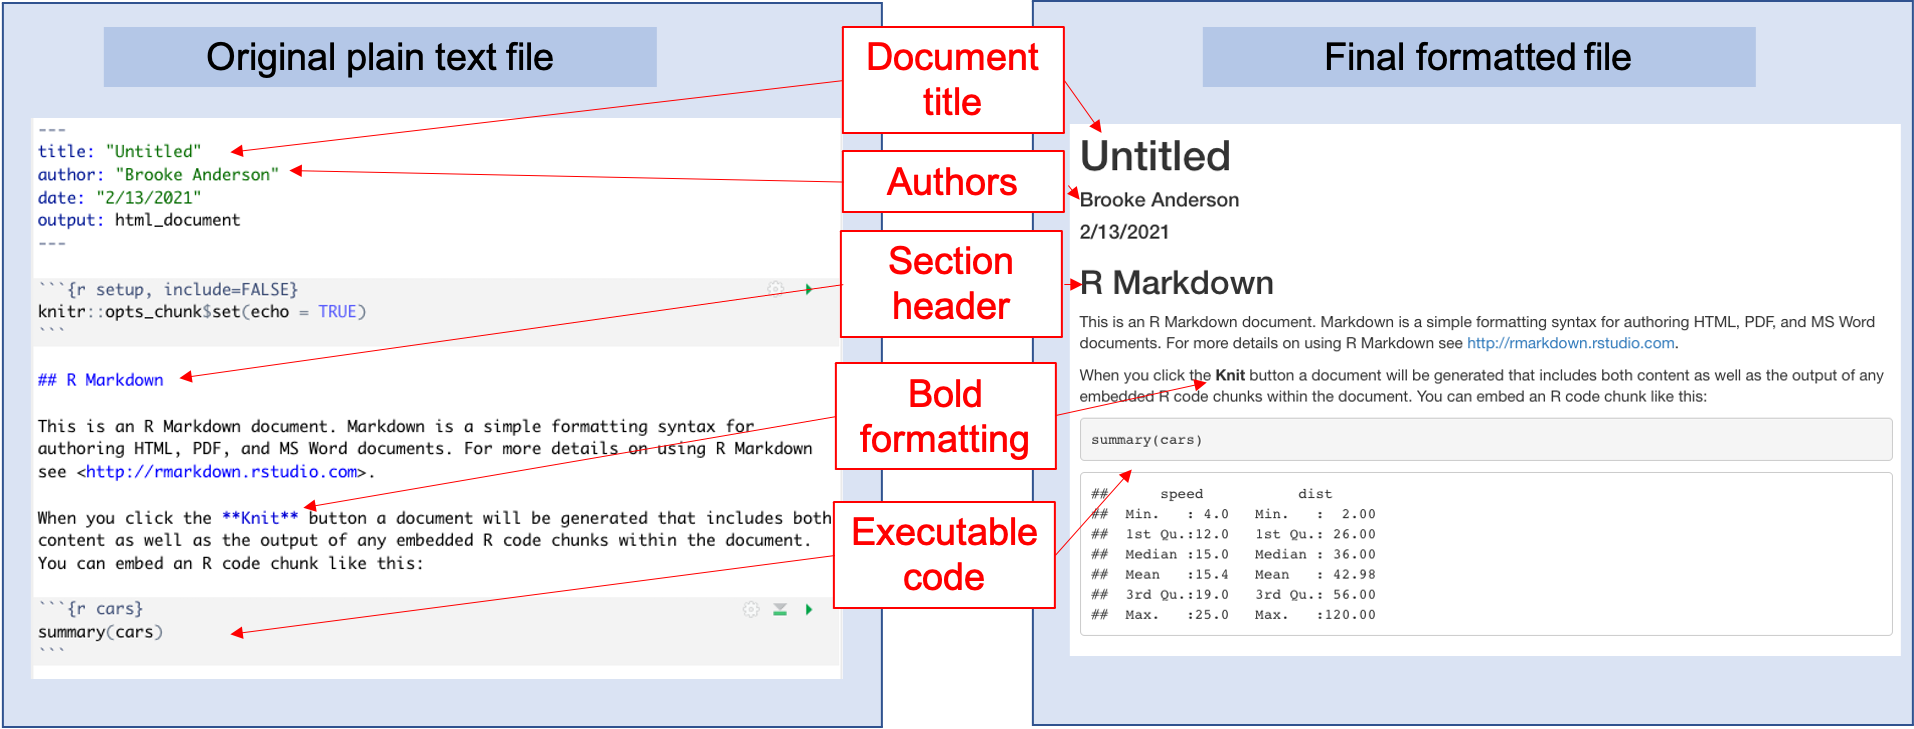 Original plain text file
---
title: "Untitled"
author: "Brooke Anderson"
date: "2/13/2021"
output: html_document
---
```{r setup, include=FALSE}
knitr::opts_chunk$set(echo = TRUE)
```
## R Markdown
This is an R Markdown document. Markdown is a simple formatting syntax for
authoring HTML, PDF, and MS Word documents. For more details on using R Markdown
see <http://rmarkdown.rstudio.com>.
When you click the **Knit** button a document will be generated that includes both
content as well as the output of any embedded R code chunks within the document.
You can embed an R code chunk like this:
```{r cars}
summary(cars)
```
Document
title
Authors
Section
header
Bold
formatting
Executable
code
Final formatted file
Untitled
Brooke Anderson
2/13/2021
R Markdown
This is an R Markdown document. Markdown is a simple formatting syntax for authoring HTML, PDF, and MS Word
documents. For more details on using R Markdown see http://rmarkdown.rstudio.com.
When you click the Knit button a document will be generated that includes both content as well as the output of any
embedded R code chunks within the document. You can embed an R code chunk like this:
summary(cars)
##      speed           dist
##  Min.   : 4.0   Min.   :  2.00
##  1st Qu.:12.0   1st Qu.: 26.00
##  Median :15.0   Median : 36.00
##  Mean   :15.4   Mean   : 42.98
##  3rd Qu.:19.0   3rd Qu.: 56.00
##  Max.   :25.0   Max.   :120.00